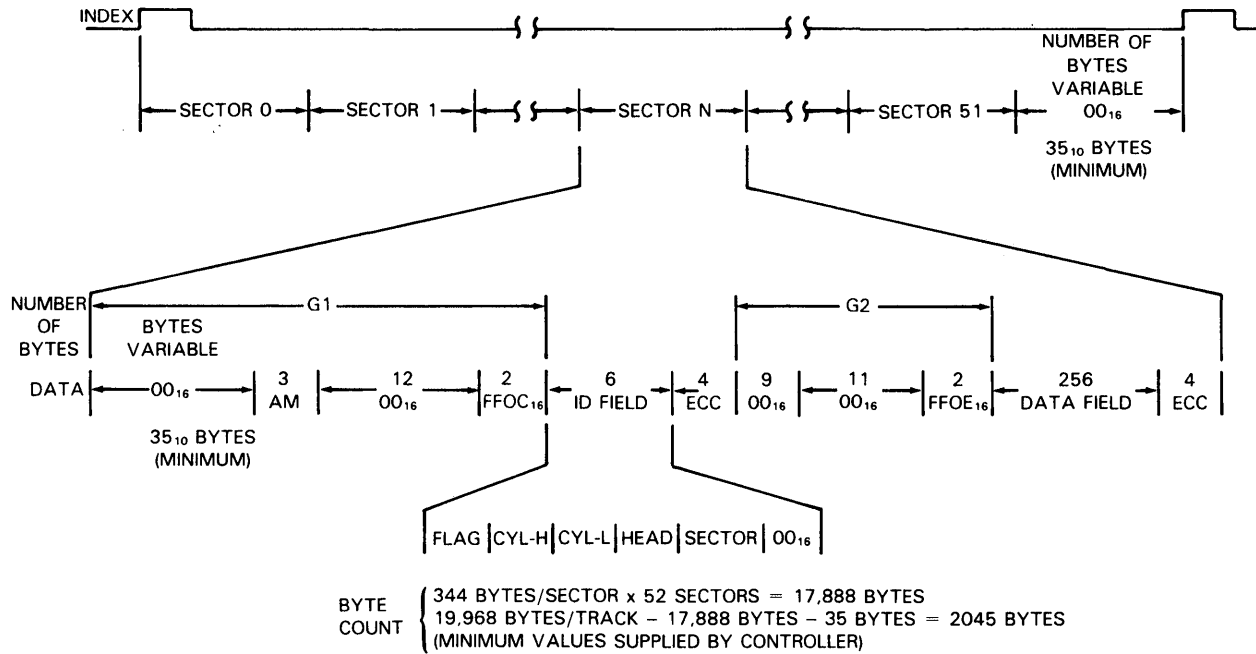 INDEX
NUMBER OF
BYTES
VARIABLE
00₁₆
35₁₀ BYTES
(MINIMUM)
SECTOR 0 SECTOR 1 SECTOR N SECTOR 51
G1 G2
NUMBER
OF
BYTES
BYTES
VARIABLE
3 12 2 6 4 9 11 2 256 4
DATA 00₁₆ AM 00₁₆ FFOC₁₆ ID FIELD ECC 00₁₆ 00₁₆ FFOE₁₆ DATA FIELD ECC
35₁₀ BYTES
(MINIMUM)
FLAG CYL-H CYL-L HEAD SECTOR 00₁₆
BYTE
COUNT
344 BYTES/SECTOR x 52 SECTORS = 17,888 BYTES
19,968 BYTES/TRACK – 17,888 BYTES – 35 BYTES = 2045 BYTES
(MINIMUM VALUES SUPPLIED BY CONTROLLER)